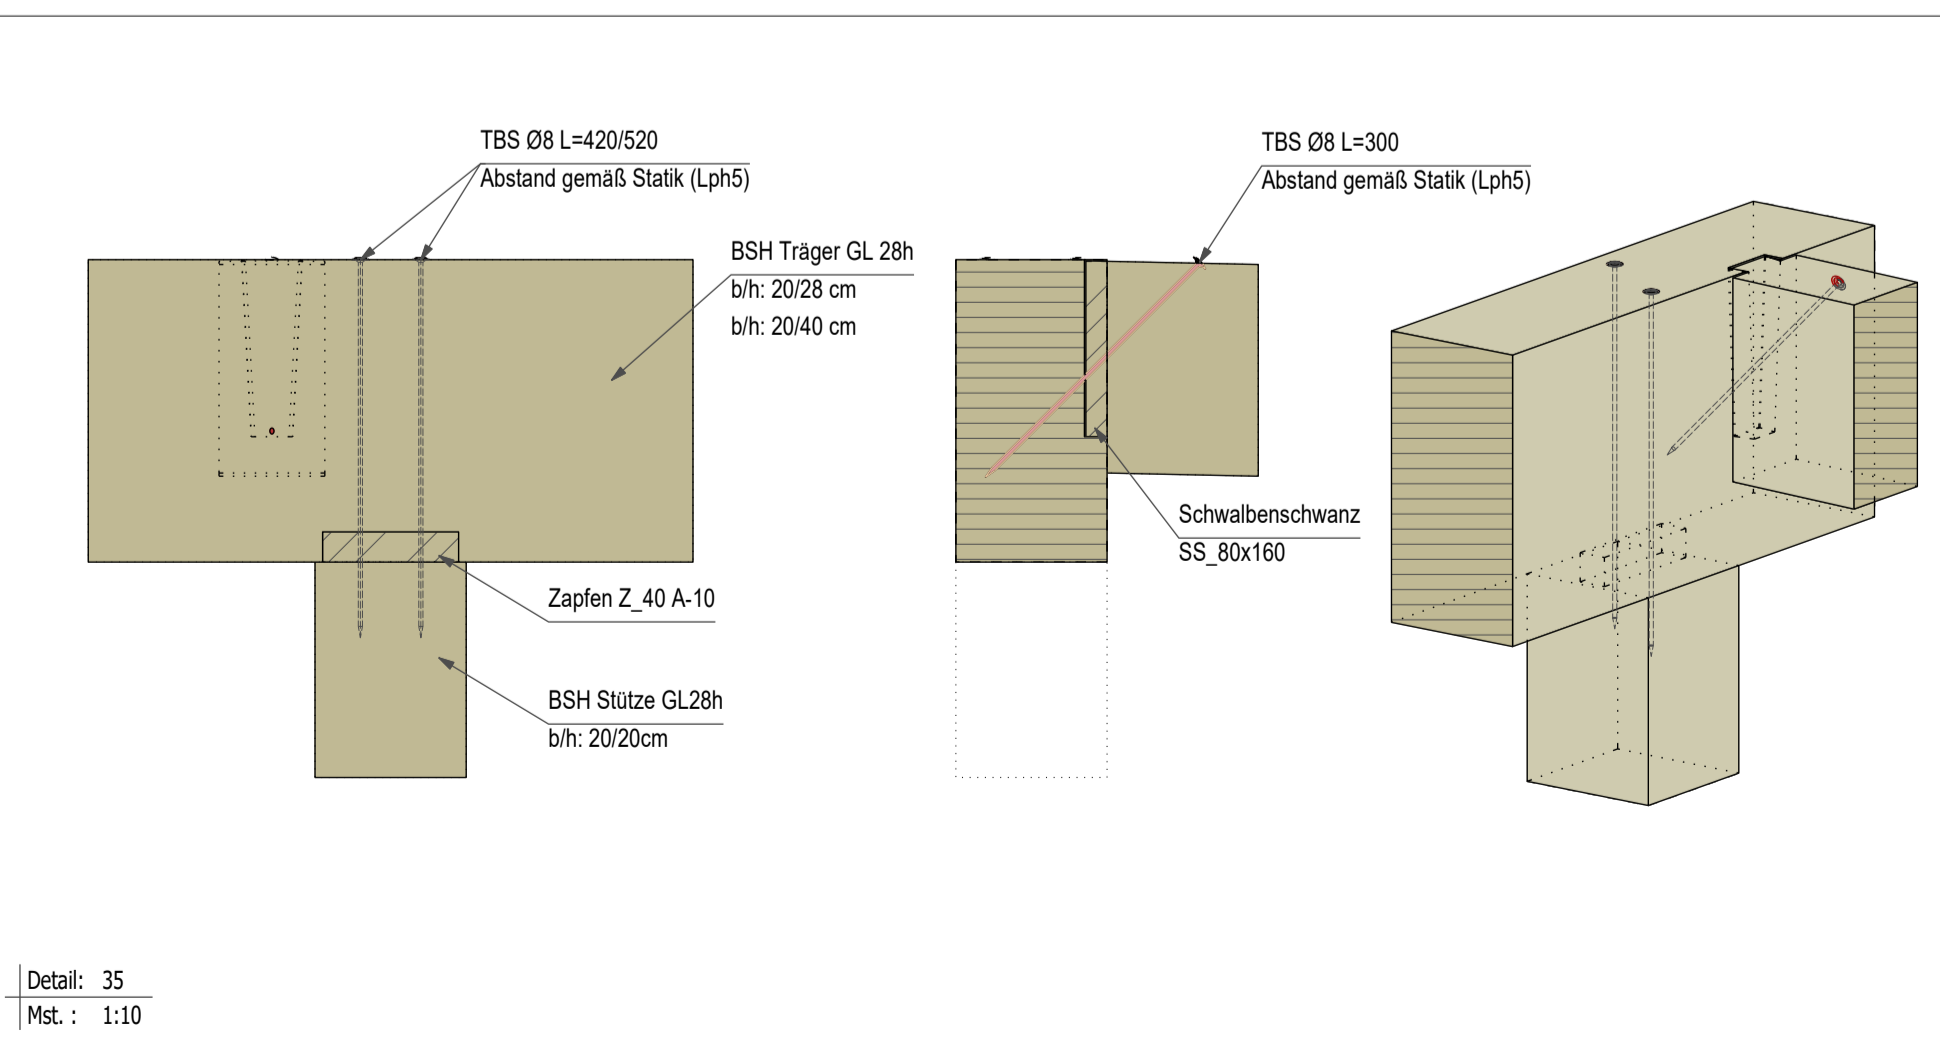 TBS Ø8 L=420/520
Abstand gemäß Statik (Lph5)
BSH Träger GL 28h
b/h: 20/28 cm
b/h: 20/40 cm
Zapfen Z_40 A-10
BSH Stütze GL28h
b/h: 20/20cm
TBS Ø8 L=300
Abstand gemäß Statik (Lph5)
Schwalbenschwanz
SS_80x160
Detail: 35
Mst. : 1:10